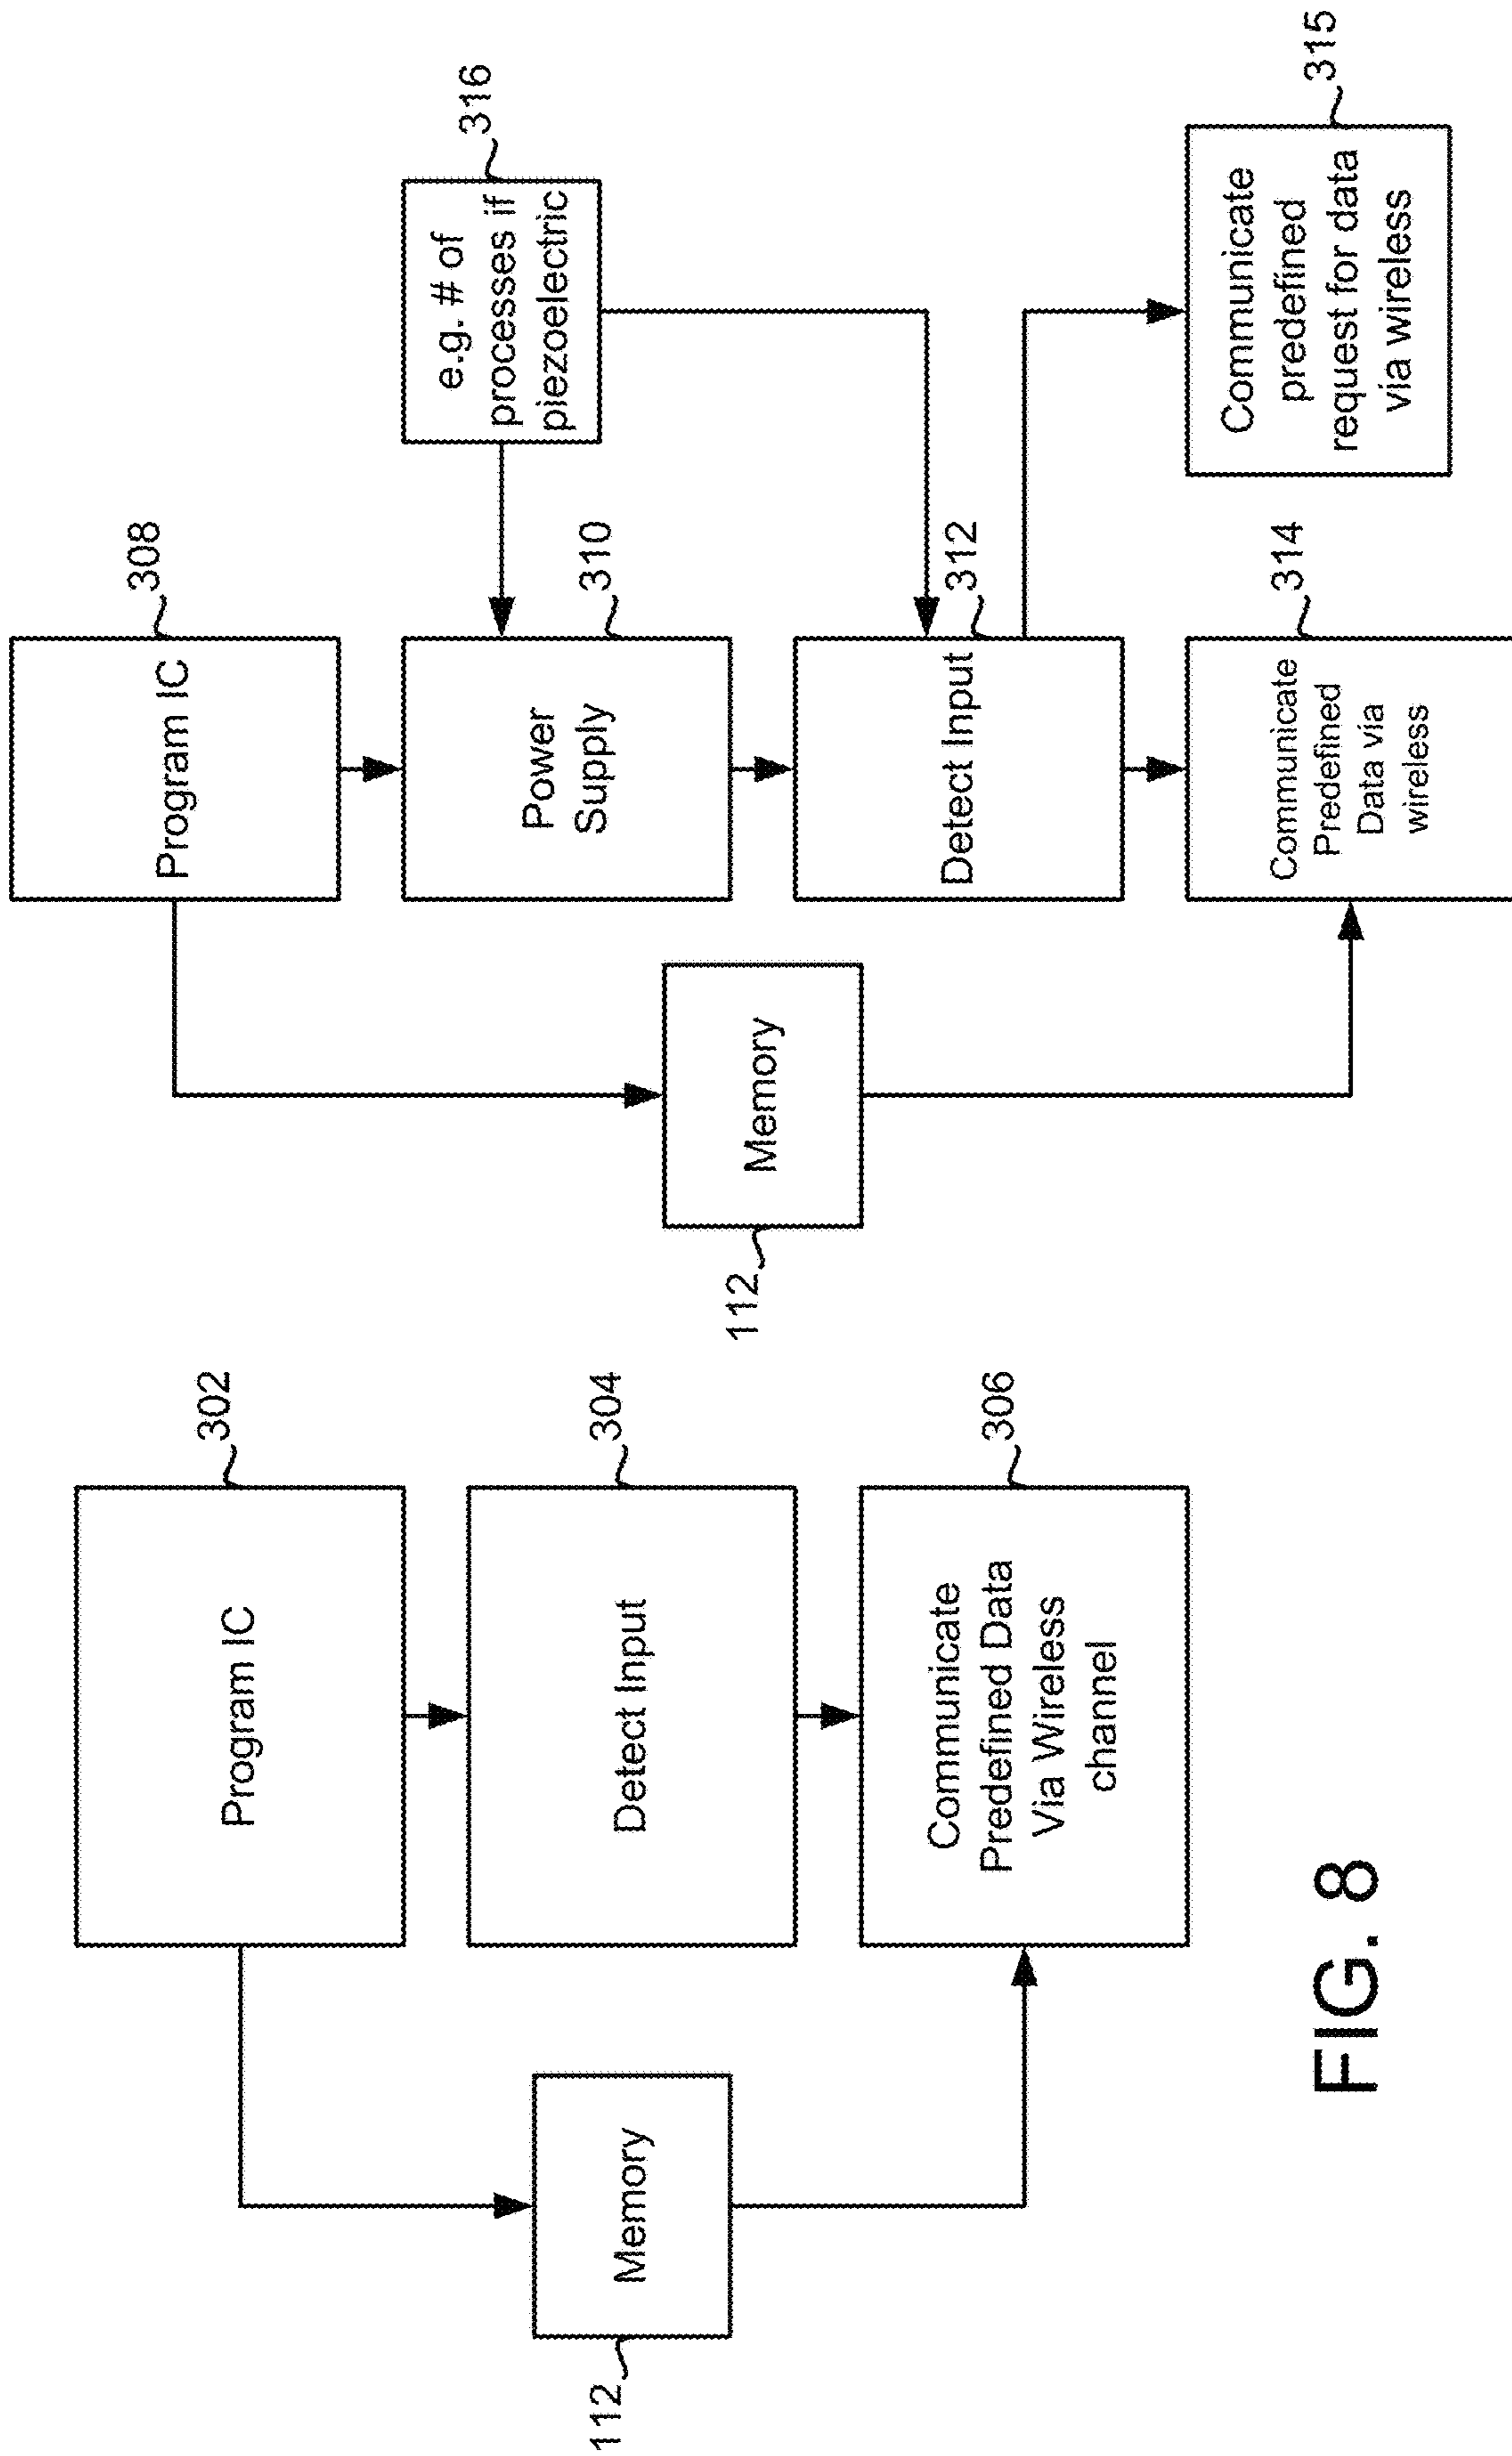 302
Program IC
304
Detect Input
Memory
112
306
Communicate
Predefined Data
Via Wireless
channel
308
Program IC
316
e.g. # of
processes if
piezoelectric
310
Power
Supply
Memory
112
312
Detect Input
314
Communicate
Predefined
Data via
wireless
315
Communicate
predefined
request for data
via wireless
FIG. 8